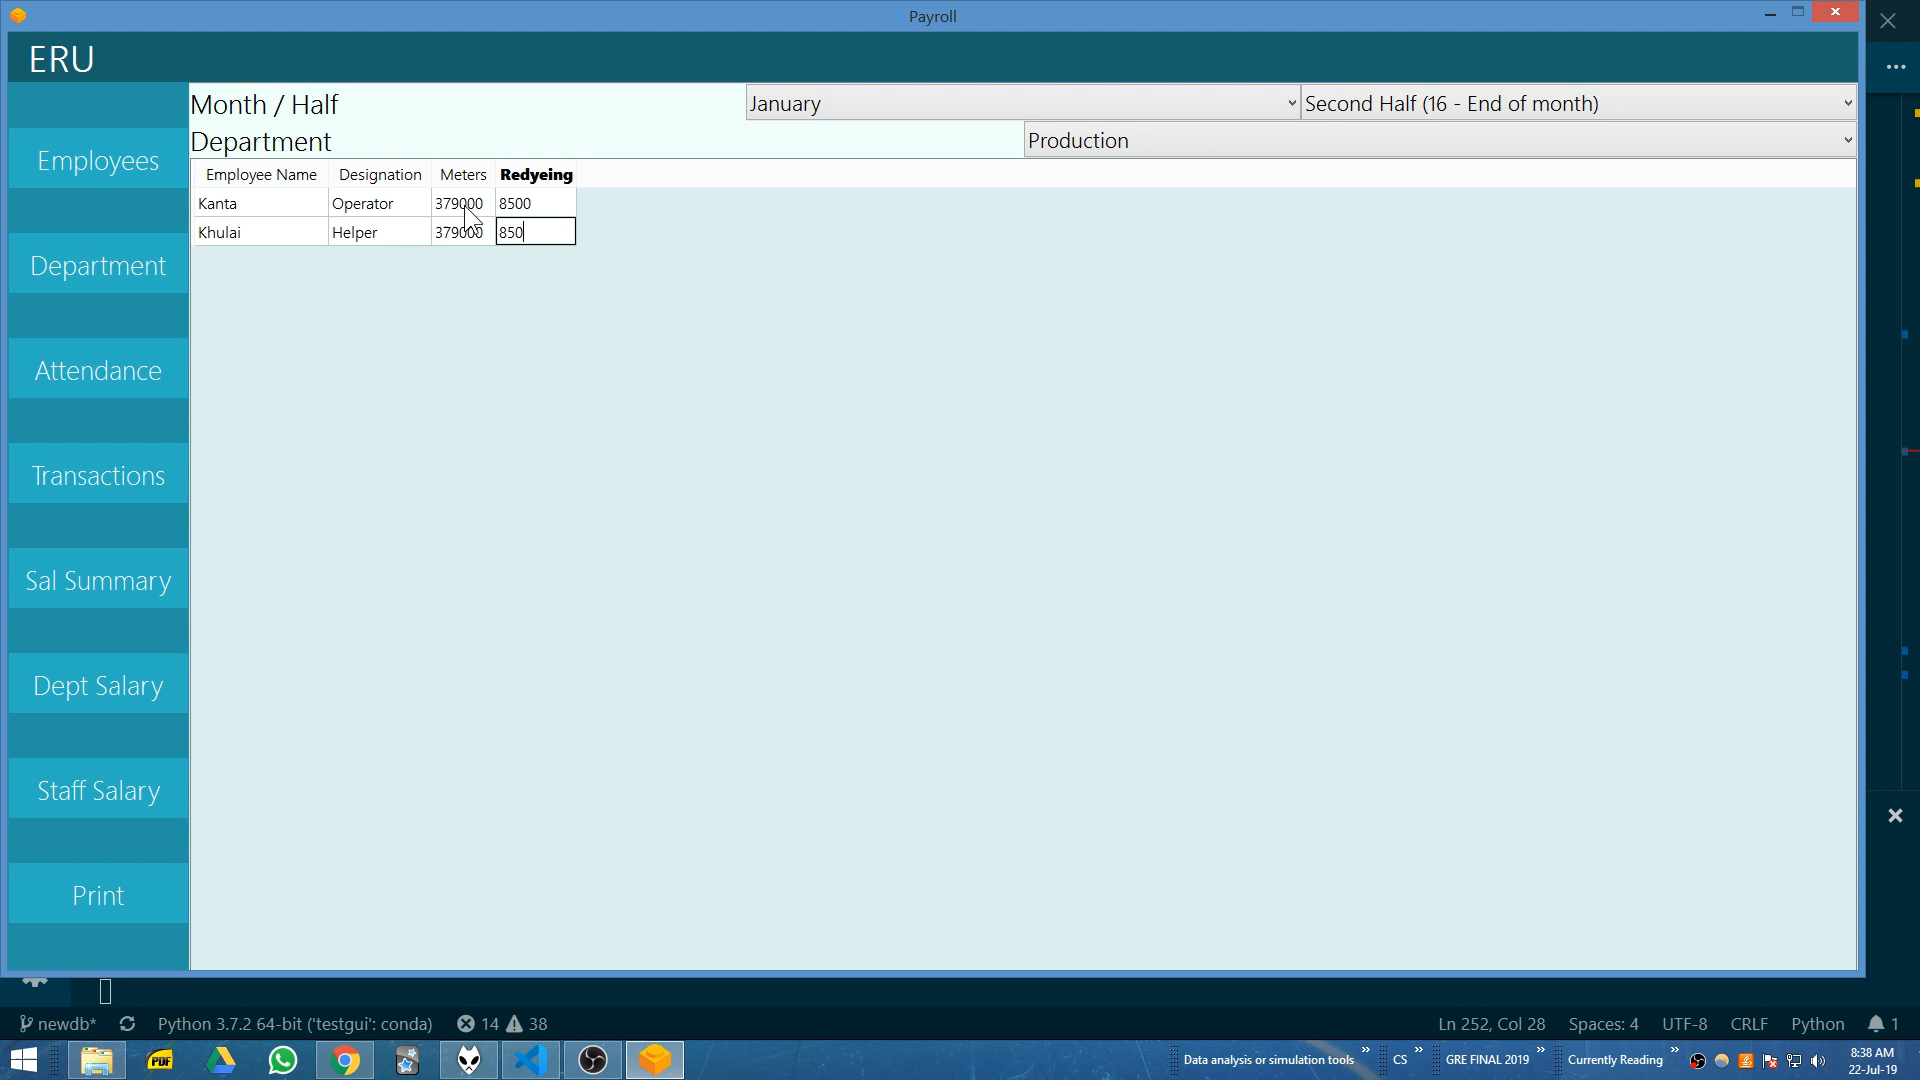 Payroll
ERU
Month / Half January Second Half (16 - End of month)
Department Production
Employee Name Designation Meters Redyeing
Kanta Operator 379000 8500
Khulai Helper 379000 850
Employees
Department
Attendance
Transactions
Sal Summary
Dept Salary
Staff Salary
Print
newdb* Python 3.7.2 64-bit ('testgui': conda) 14 38 Ln 252, Col 28 Spaces: 4 UTF-8 CRLF Python 1
PDF Data analysis or simulation tools » CS » GRE FINAL 2019 » Currently Reading » 8:38 AM
22-Jul-19